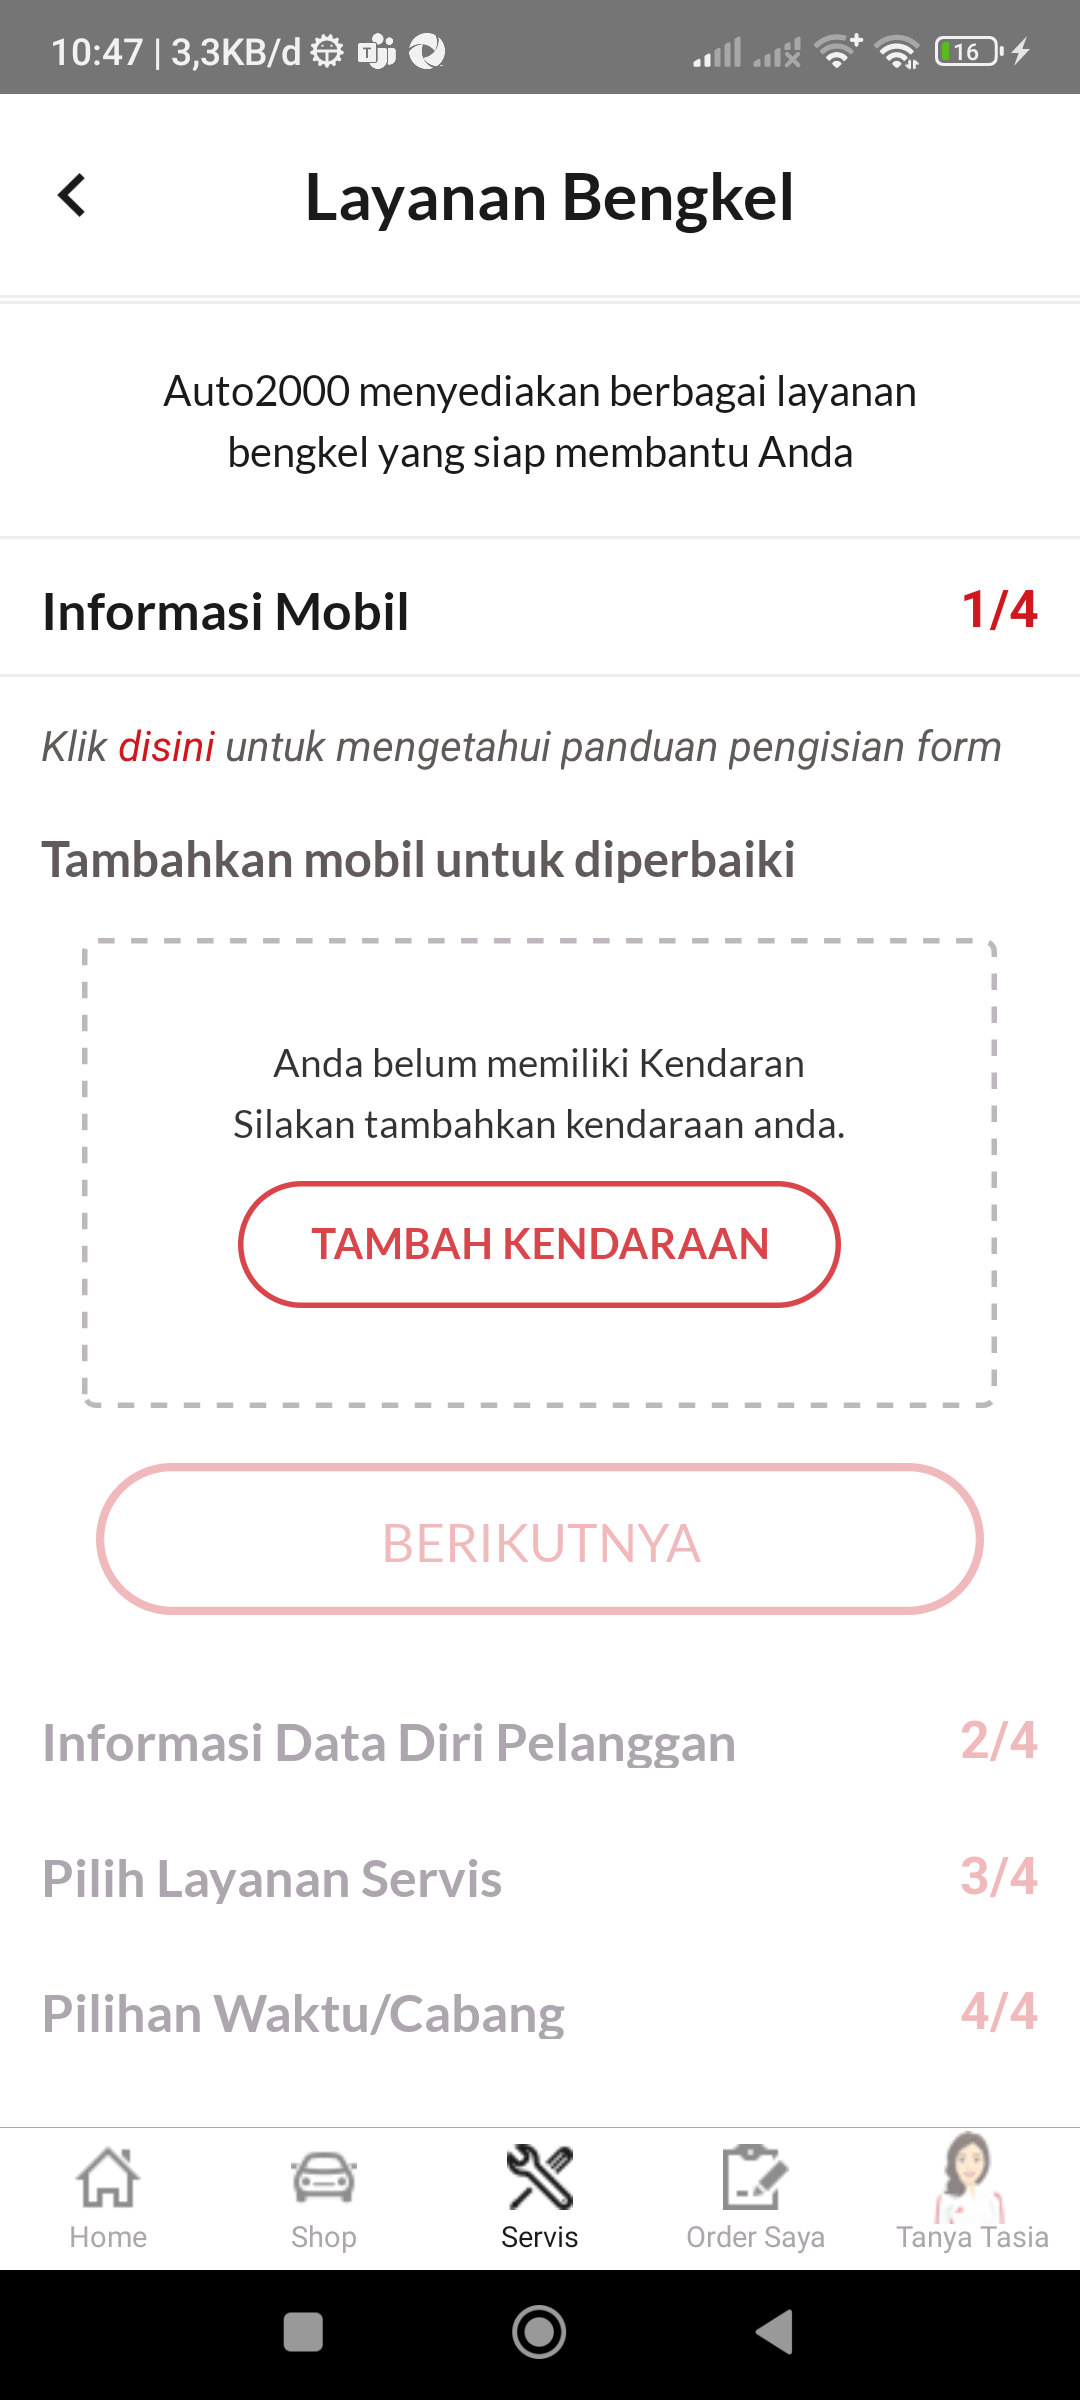 10:47 | 3,3KB/d
16
Layanan Bengkel
Auto2000 menyediakan berbagai layanan
bengkel yang siap membantu Anda
Informasi Mobil 1/4
Klik disini untuk mengetahui panduan pengisian form
Tambahkan mobil untuk diperbaiki
Anda belum memiliki Kendaran
Silakan tambahkan kendaraan anda.
TAMBAH KENDARAAN
BERIKUTNYA
Informasi Data Diri Pelanggan 2/4
Pilih Layanan Servis 3/4
Pilihan Waktu/Cabang 4/4
Home Shop Servis Order Saya Tanya Tasia